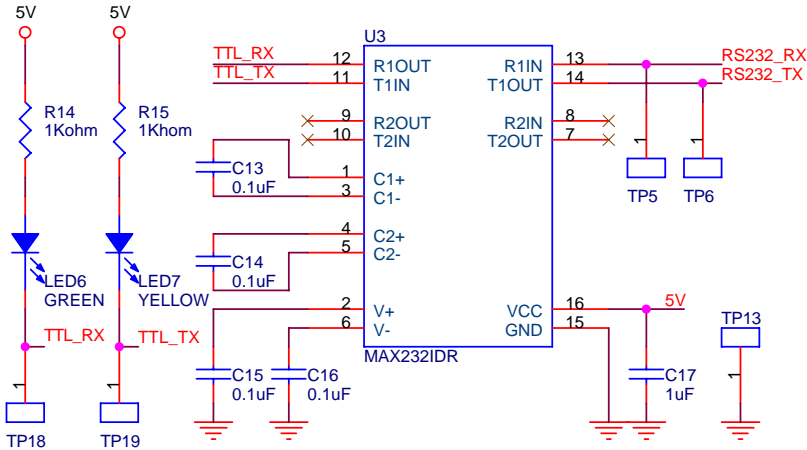 5V
5V
R14
1Kohm
R15
1Khom
LED6
GREEN
LED7
YELLOW
TTL_RX
TTL_TX
1
1
TP18
TP19
U3
TTL_RX
TTL_TX
12
11
9
10
1
3
4
5
2
6
R1OUT
T1IN
R2OUT
T2IN
C1+
C1-
C2+
C2-
V+
V-
R1IN
T1OUT
R2IN
T2OUT
VCC
GND
13
14
8
7
16
15
MAX232IDR
C13
0.1uF
C14
0.1uF
C15
0.1uF
C16
0.1uF
RS232_RX
RS232_TX
1
1
TP5
TP6
5V
C17
1uF
TP13
1